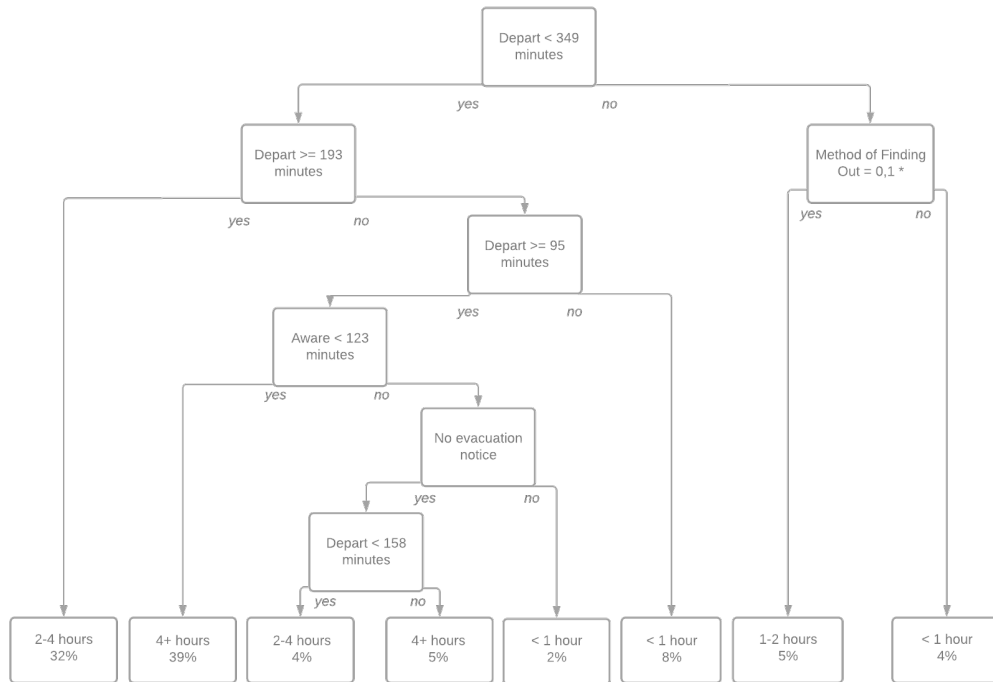 Depart < 349
minutes
yes
no
Depart >= 193
minutes
Method of Finding
Out = 0,1 *
yes
no
yes
no
Depart >= 95
minutes
yes
no
Aware < 123
minutes
yes
no
No evacuation
notice
yes
no
Depart < 158
minutes
yes
no
2-4 hours
32%
4+ hours
39%
2-4 hours
4%
4+ hours
5%
< 1 hour
2%
< 1 hour
8%
1-2 hours
5%
< 1 hour
4%